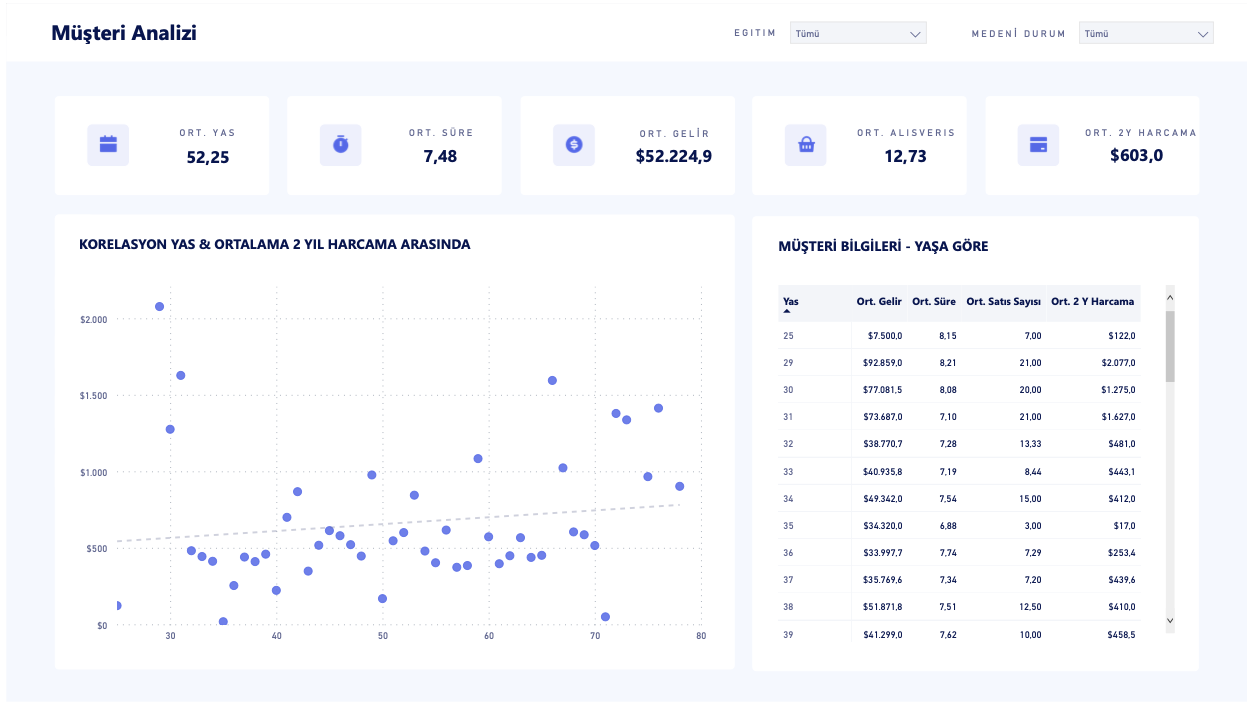 Müşteri Analizi
EGITIM
Tümü
MEDENİ DURUM
Tümü
ORT. YAS
52,25
ORT. SÜRE
7,48
ORT. GELİR
$52.224,9
ORT. ALISVERIS
12,73
ORT. 2Y HARCAMA
$603,0
KORELASYON YAS & ORTALAMA 2 YIL HARCAMA ARASINDA
$2.000
$1.500
$1.000
$500
$0
30 40 50 60 70 80
MÜŞTERİ BİLGİLERİ - YAŞA GÖRE
Yas Ort. Gelir Ort. Süre Ort. Satıs Sayısı Ort. 2 Y Harcama
25 $7.500,0 8,15 7,00 $122,0
29 $92.859,0 8,21 21,00 $2.077,0
30 $77.081,5 8,08 20,00 $1.275,0
31 $73.687,0 7,10 21,00 $1.627,0
32 $38.770,7 7,28 13,33 $481,0
33 $40.935,8 7,19 8,44 $443,1
34 $49.342,0 7,54 15,00 $412,0
35 $34.320,0 6,88 3,00 $17,0
36 $33.997,7 7,74 7,29 $253,4
37 $35.769,6 7,34 7,20 $439,6
38 $51.871,8 7,51 12,50 $410,0
39 $41.299,0 7,62 10,00 $458,5